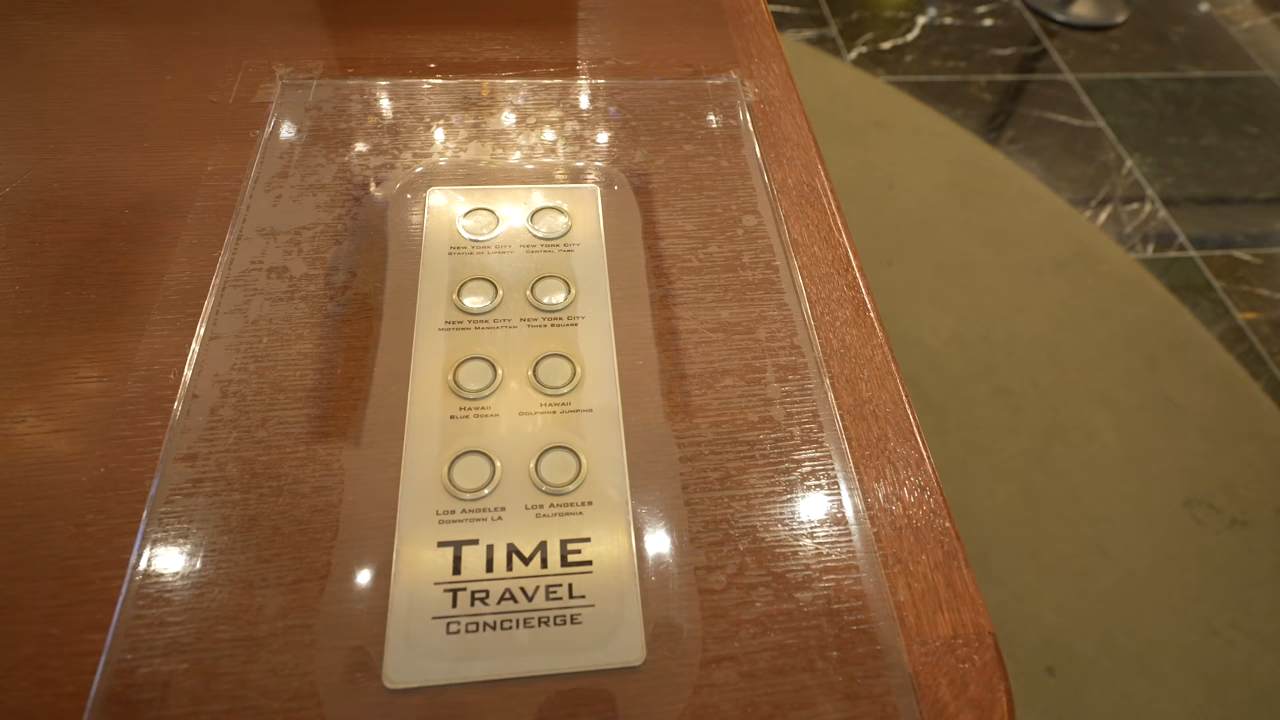 NEW YORK CITY
STATUE OF LIBERTY
NEW YORK CITY
CENTRAL PARK
NEW YORK CITY
MIDTOWN MANHATTAN
NEW YORK CITY
TIMES SQUARE
HAWAII
BLUE OCEAN
HAWAII
DOLPHINS JUMPING
LOS ANGELES
DOWNTOWN LA
LOS ANGELES
CALIFORNIA
TIME
TRAVEL
CONCIERGE